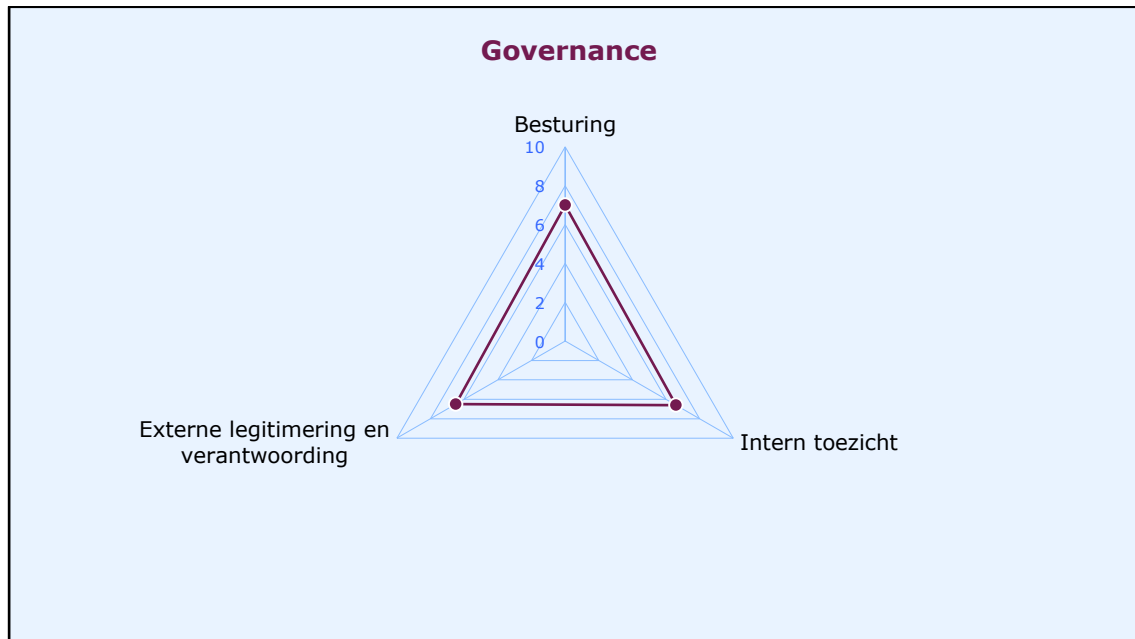 Governance
Besturing
10
8
6
4
2
0
Externe legitimering en
verantwoording
Intern toezicht